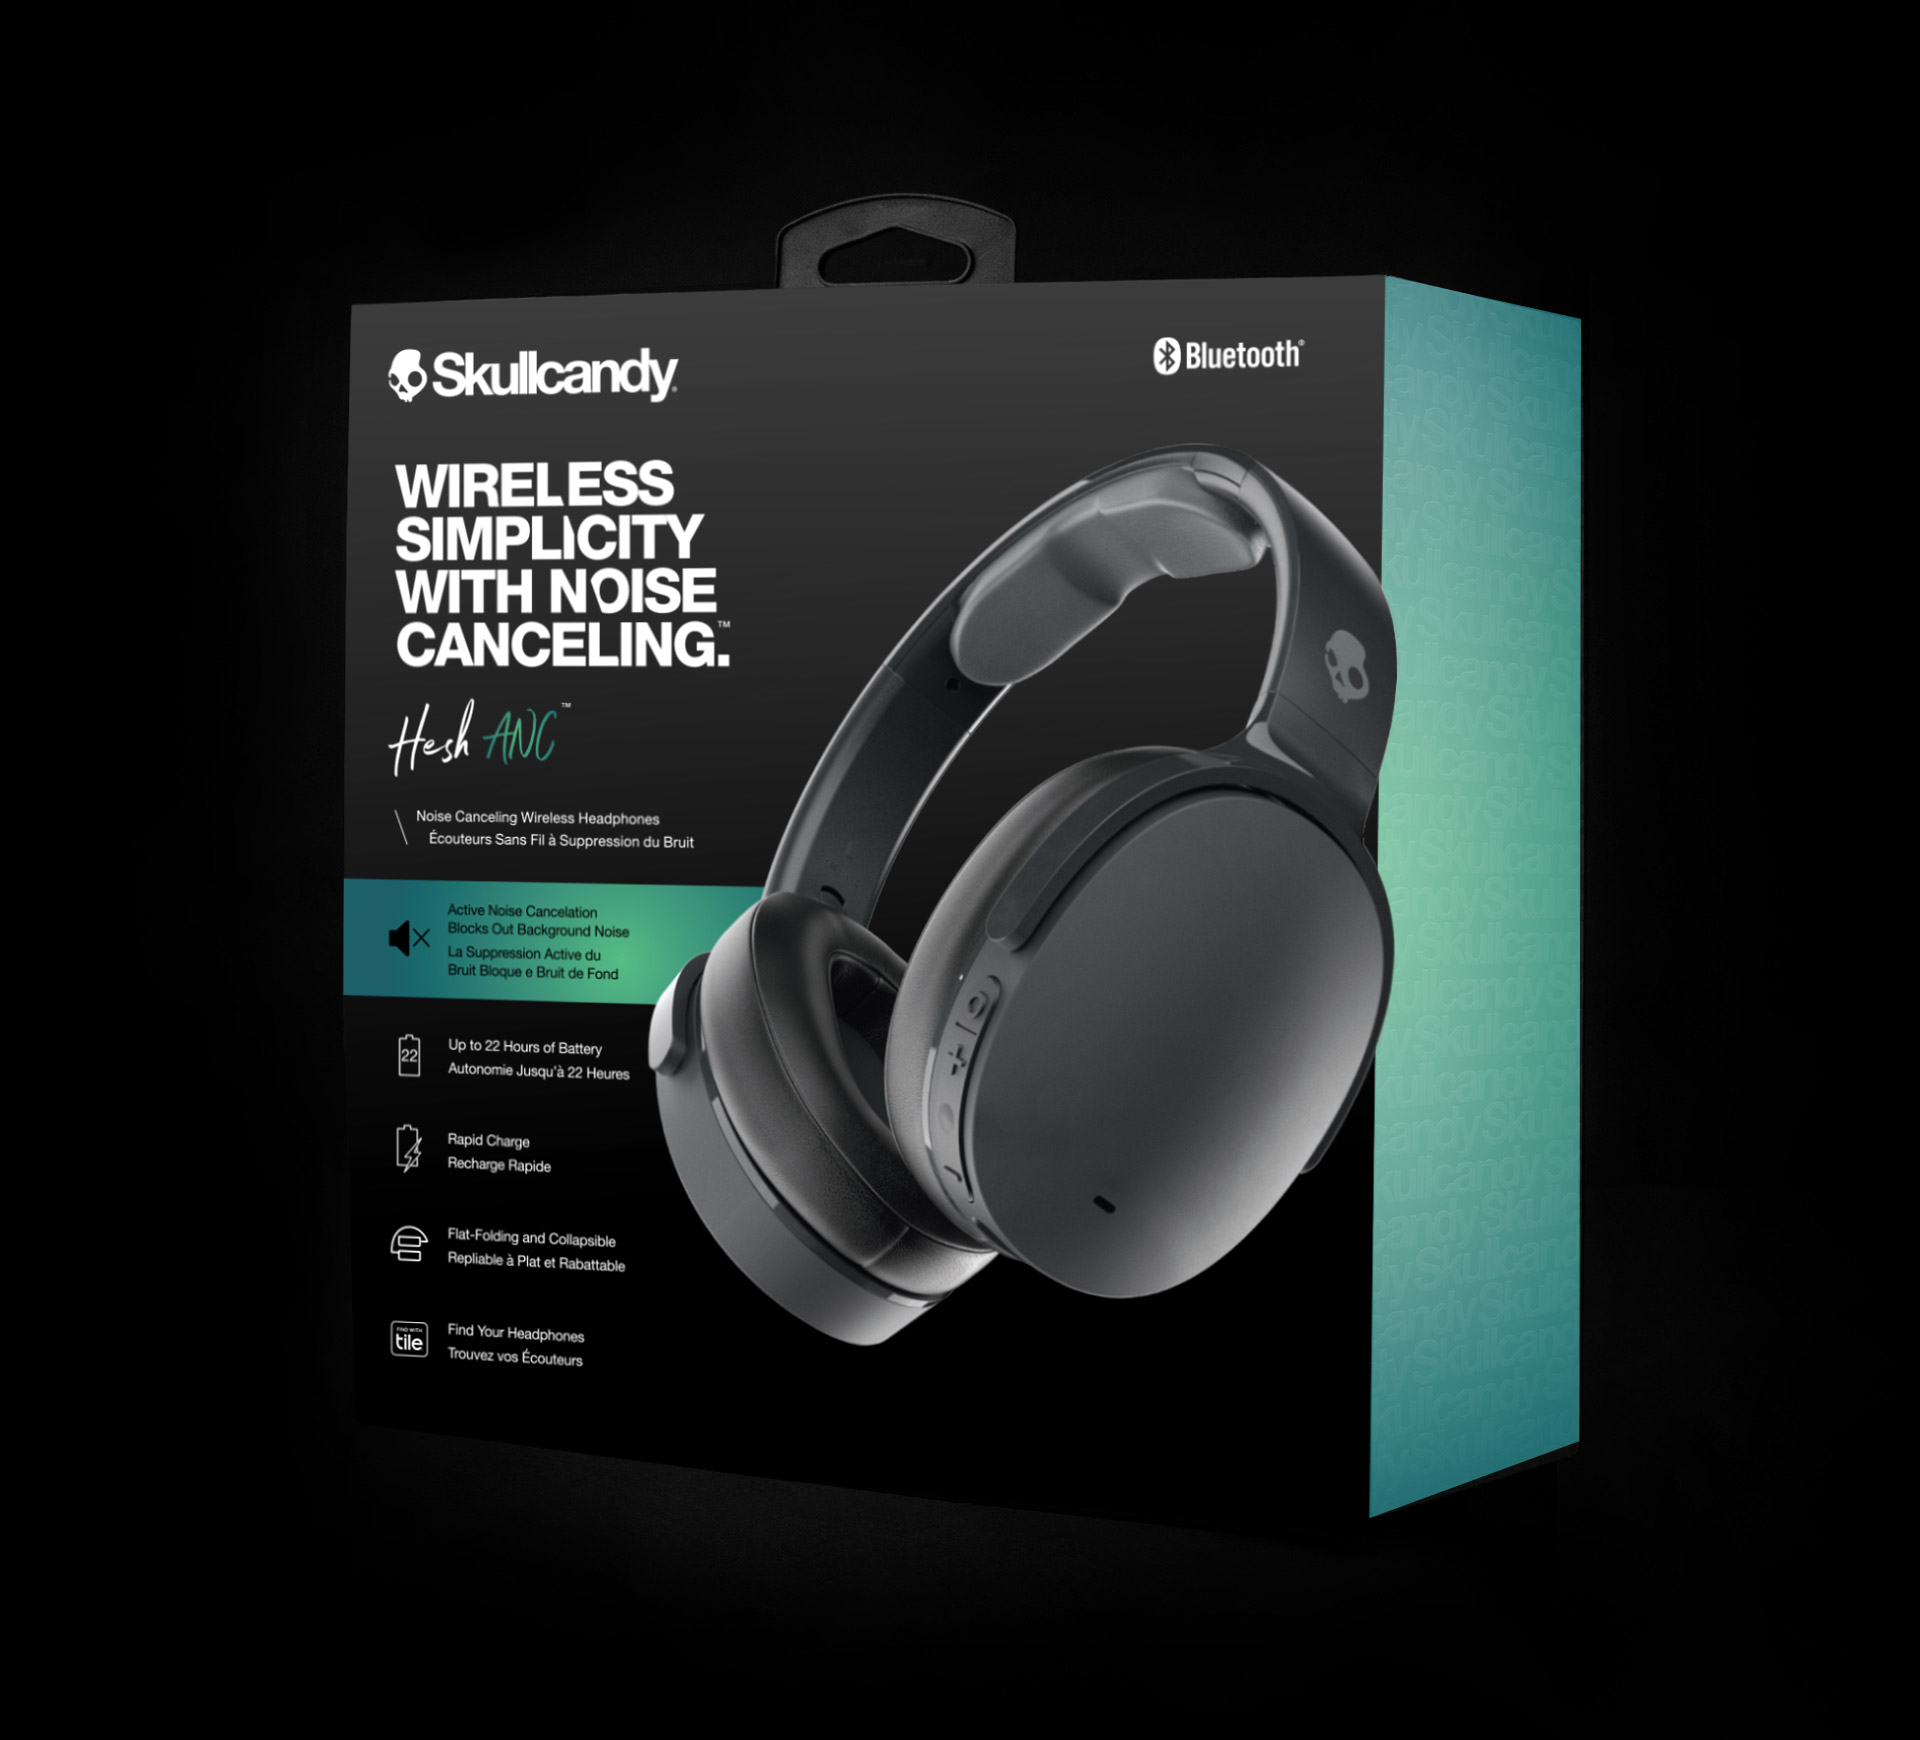 Skullcandy®
Bluetooth®
WIRELESS
SIMPLICITY
WITH NOISE
CANCELING.™
Hesh ANC™
Noise Canceling Wireless Headphones
Écouteurs Sans Fil à Suppression du Bruit
Active Noise Cancelation
Blocks Out Background Noise
La Suppression Active du
Bruit Bloque e Bruit de Fond
22
Up to 22 Hours of Battery
Autonomie Jusqu'à 22 Heures
Rapid Charge
Recharge Rapide
Flat-Folding and Collapsible
Repliable à Plat et Rabattable
FIND WITH
tile
Find Your Headphones
Trouvez vos Écouteurs
Skullcandy